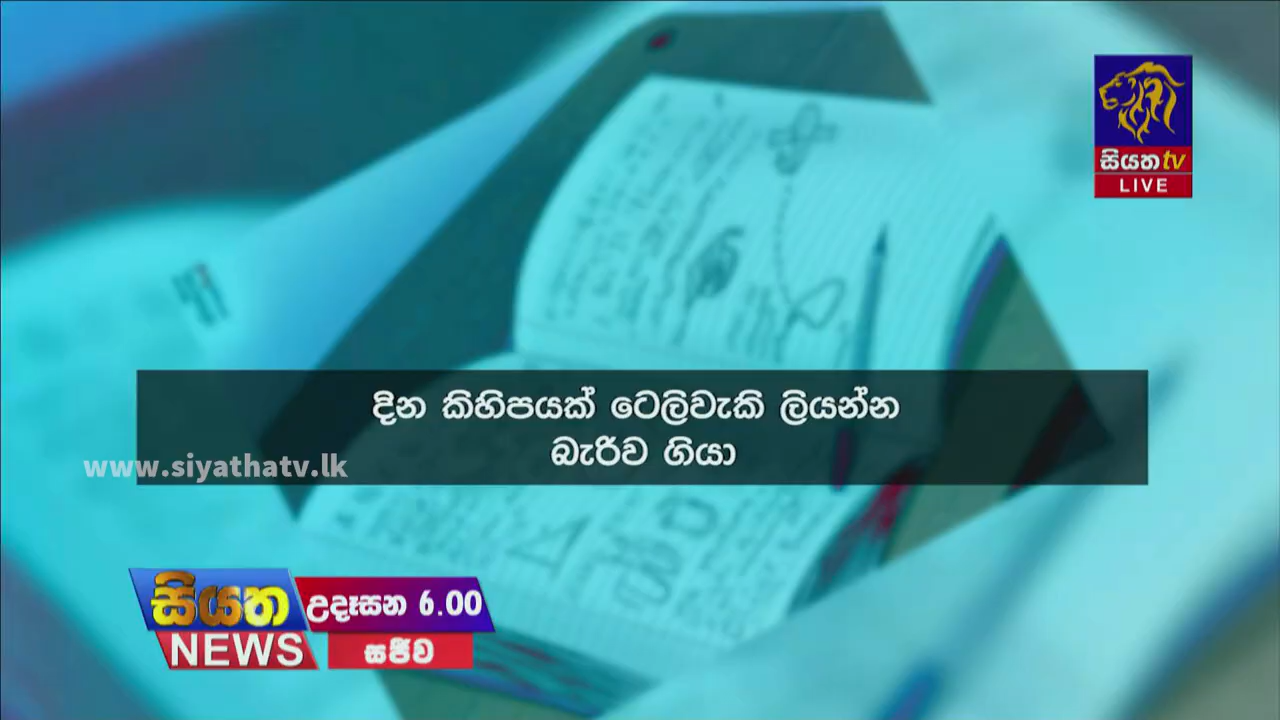 සියත tv
LIVE
දින කිහිපයක් ටෙලිවැකි ලියන්න
බැරිව ගියා
www.siyathatv.lk
සියත
උදෑසන 6.00
NEWS
සජීව